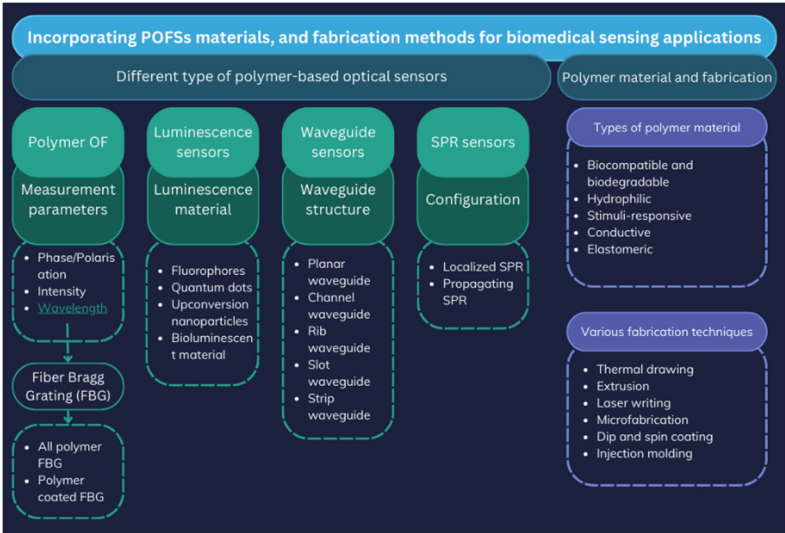 Incorporating POFSs materials, and fabrication methods for biomedical sensing applications
Different type of polymer-based optical sensors
Polymer material and fabrication
Polymer OF
Measurement
parameters
• Phase/Polaris
ation
• Intensity
• Wavelength
Fiber Bragg
Grating (FBG)
• All polymer
FBG
• Polymer
coated FBG
Luminescence
sensors
Luminescence
material
• Fluorophores
• Quantum dots
• Upconversion
nanoparticles
• Bioluminescen
t material
Waveguide
sensors
Waveguide
structure
• Planar
waveguide
• Channel
waveguide
• Rib
waveguide
• Slot
waveguide
• Strip
waveguide
SPR sensors
Configuration
• Localized SPR
• Propagating
SPR
Types of polymer material
• Biocompatible and
biodegradable
• Hydrophilic
• Stimuli-responsive
• Conductive
• Elastomeric
Various fabrication techniques
• Thermal drawing
• Extrusion
• Laser writing
• Microfabrication
• Dip and spin coating
• Injection molding